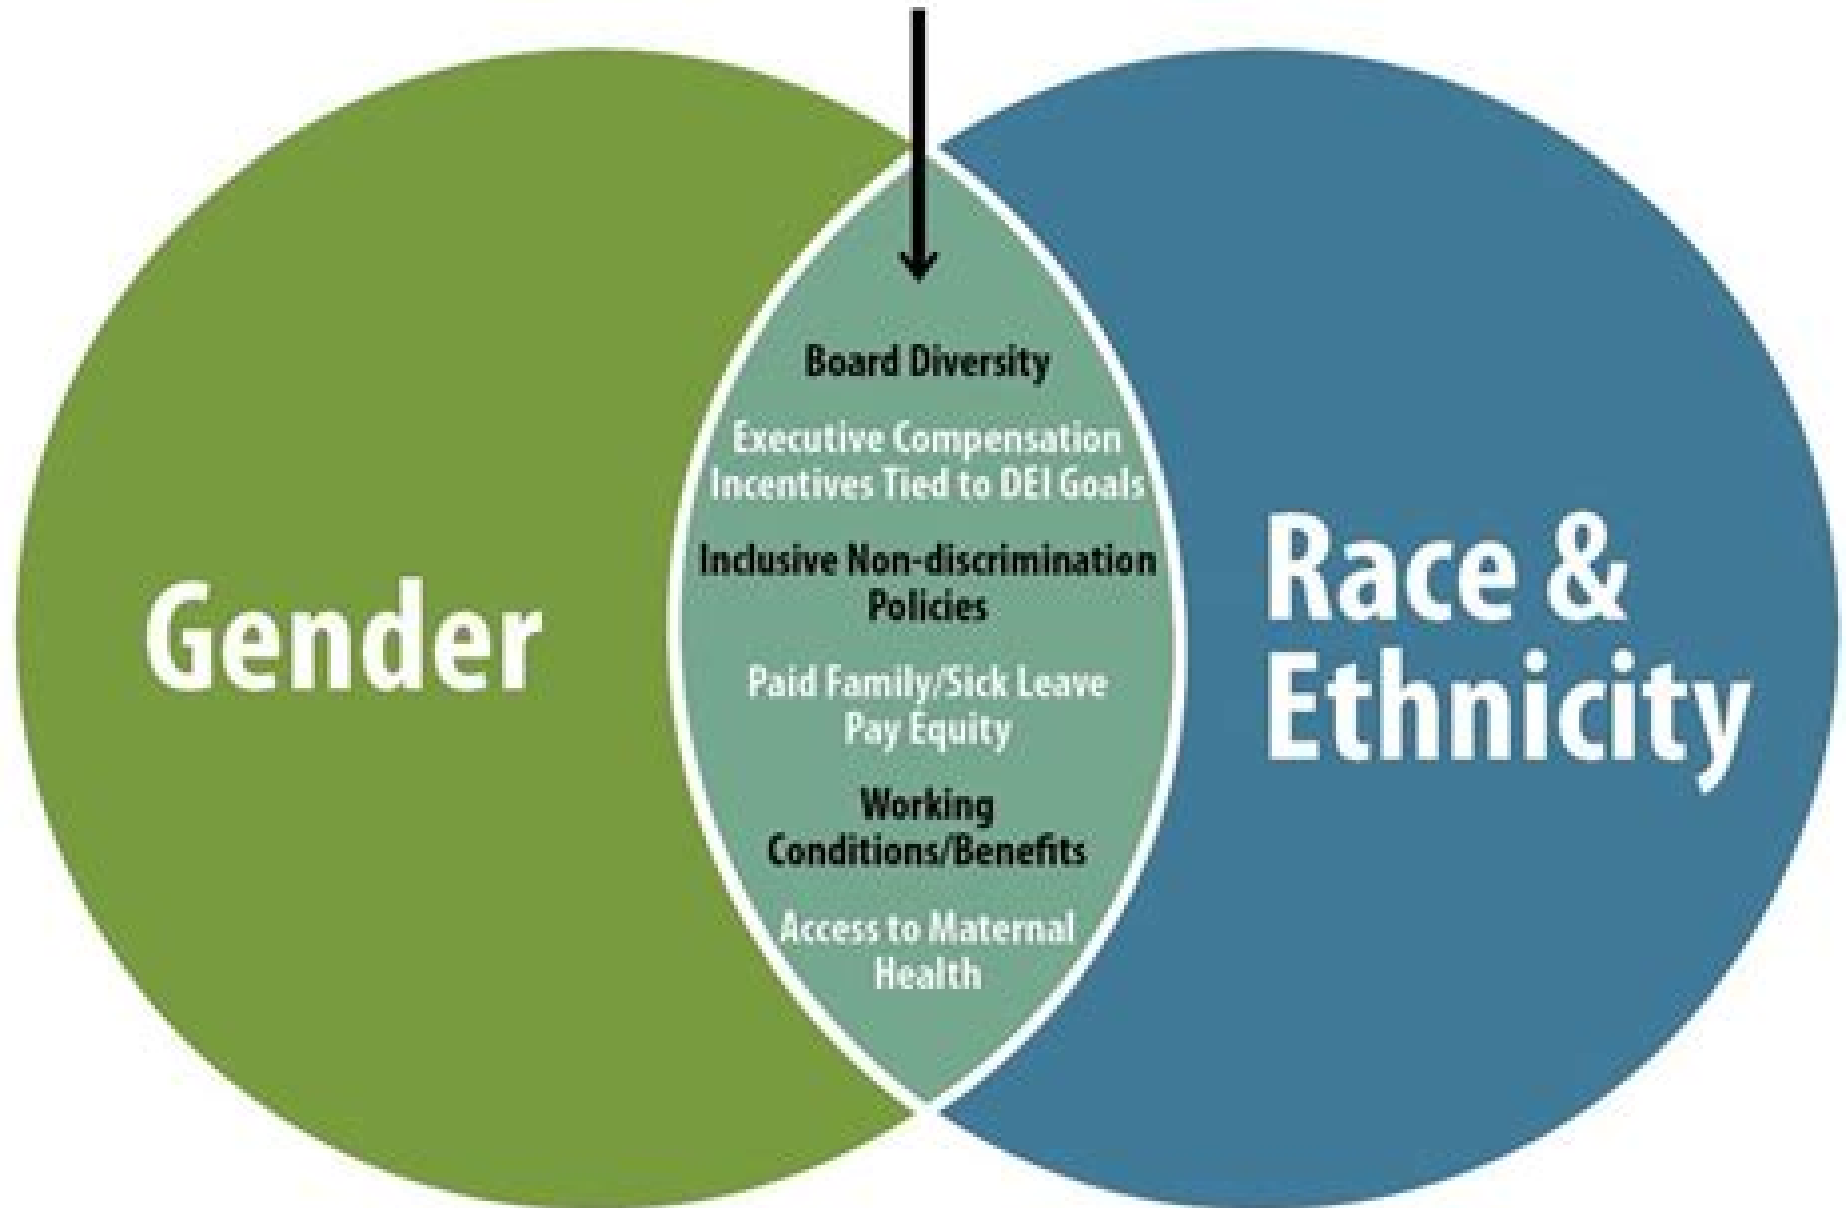 Board Diversity
Executive Compensation
Incentives Tied to DEI Goals
Inclusive Non-discrimination
Policies
Paid Family/Sick Leave
Pay Equity
Working
Conditions/Benefits
Access to Maternal
Health
Gender
Race &
Ethnicity